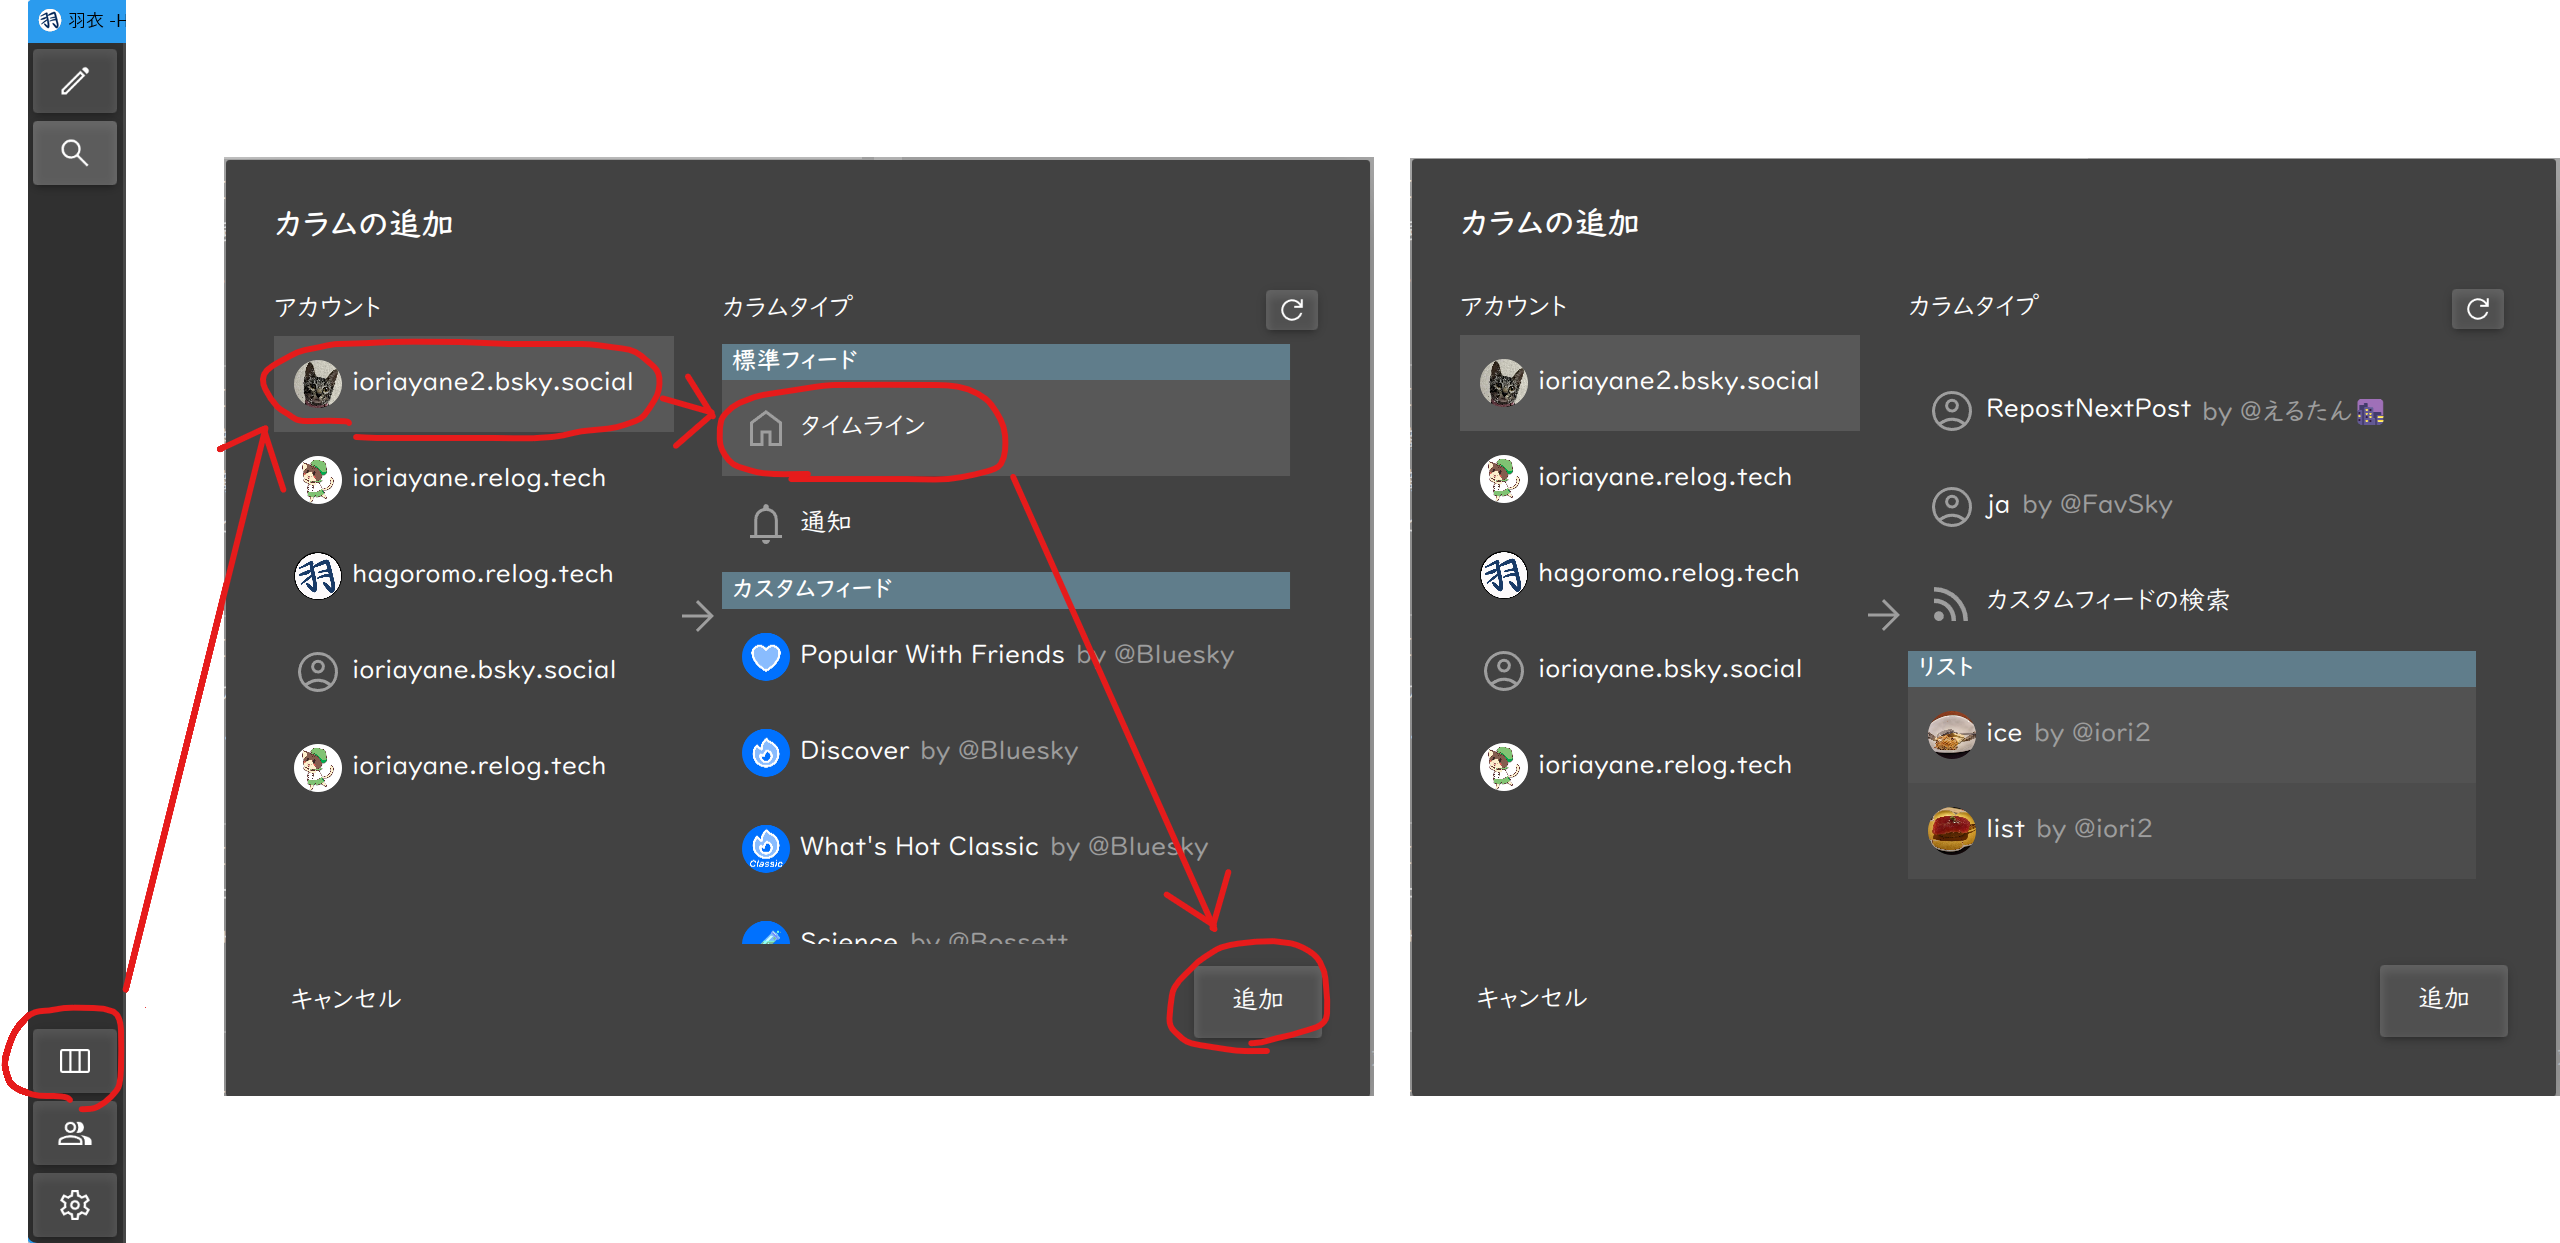 羽 羽衣 -H
カラムの追加
アカウント
ioriayane2.bsky.social
ioriayane.relog.tech
羽 hagoromo.relog.tech
ioriayane.bsky.social
ioriayane.relog.tech
カラムタイプ
標準フィード
タイムライン
通知
カスタムフィード
Popular With Friends by @Bluesky
Discover by @Bluesky
What's Hot Classic by @Bluesky
Classic
Science by @Bossett
キャンセル
追加
カラムの追加
アカウント
ioriayane2.bsky.social
ioriayane.relog.tech
羽 hagoromo.relog.tech
ioriayane.bsky.social
ioriayane.relog.tech
カラムタイプ
RepostNextPost by @えるたん
ja by @FavSky
カスタムフィードの検索
リスト
ice by @iori2
list by @iori2
キャンセル
追加